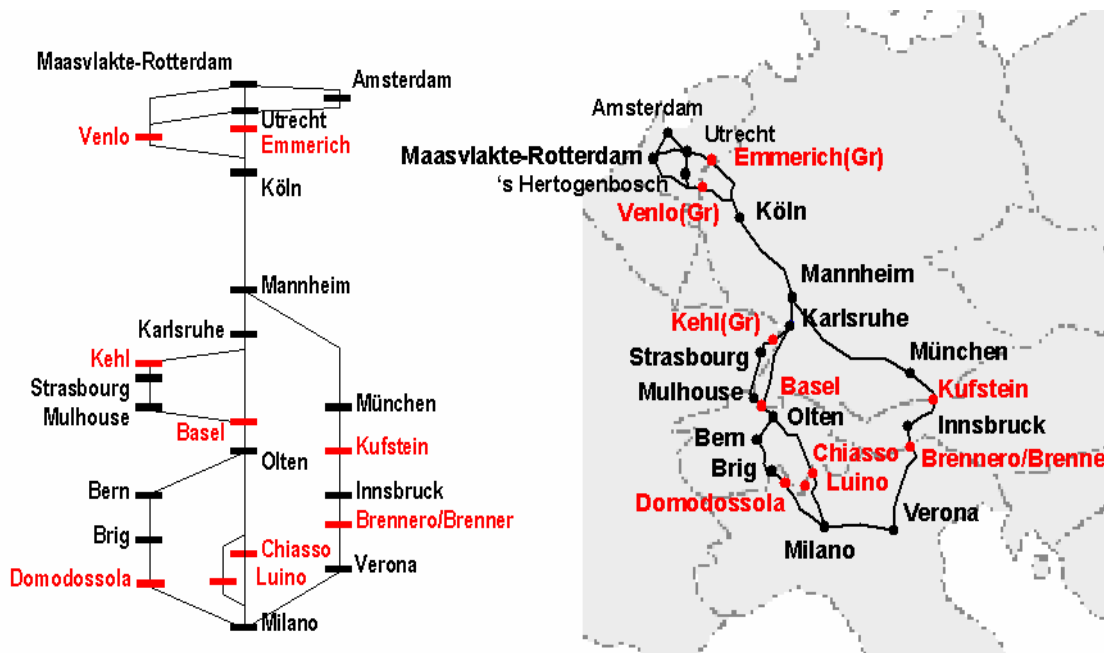 Maasvlakte-Rotterdam
Amsterdam
Utrecht
Venlo
Emmerich
Köln
Mannheim
Karlsruhe
Kehl
Strasbourg
Mulhouse
München
Basel
Kufstein
Olten
Bern
Innsbruck
Brennero/Brenner
Brig
Chiasso
Domodossola
Luino
Verona
Milano
Amsterdam
Utrecht
Maasvlakte-Rotterdam
Emmerich(Gr)
's Hertogenbosch
Venlo(Gr)
Köln
Mannheim
Kehl(Gr)
Karlsruhe
Strasbourg
München
Mulhouse
Basel
Kufstein
Olten
Innsbruck
Bern
Chiasso
Brennero/Brenne
Brig
Luino
Domodossola
Verona
Milano